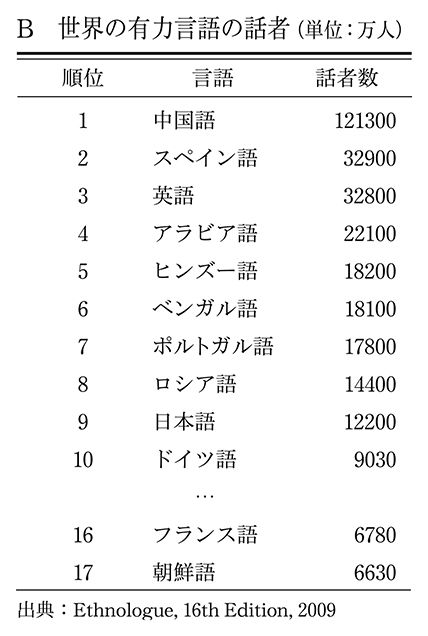 B 世界の有力言語の話者（単位：万人）
順位 言語 話者数
1 中国語 121300
2 スペイン語 32900
3 英語 32800
4 アラビア語 22100
5 ヒンズー語 18200
6 ベンガル語 18100
7 ポルトガル語 17800
8 ロシア語 14400
9 日本語 12200
10 ドイツ語 9030
…
16 フランス語 6780
17 朝鮮語 6630
出典：Ethnologue, 16th Edition, 2009